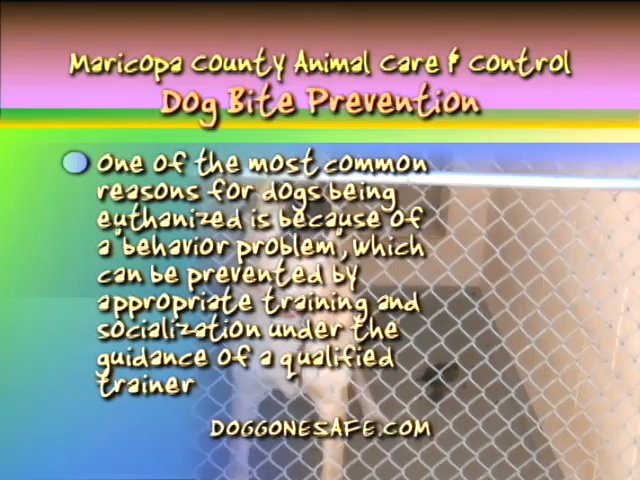 Maricopa County Animal Care & Control
Dog Bite Prevention
One of the most common
reasons for dogs being
euthanized is because of
a "behavior problem", which
can be prevented by
appropriate training and
socialization under the
guidance of a qualified
trainer
DOGGONESAFE.COM